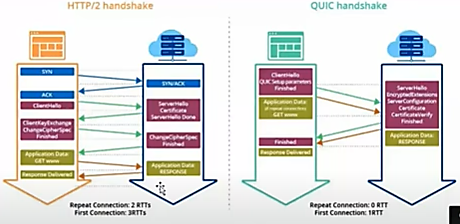 HTTP/2 handshake
SYN
SYN/ACK
ACK
ClientHello
ServerHello
Certificate
ServerHello Done
ClientKeyExchange
ChangeCipherSpec
Finished
ChangeCipherSpec
Finished
Application Data:
GET
Application Data:
RESPONSE
Response Delivered
Repeat Connection: 2 RTTs
First Connection: 3RTTs
QUIC handshake
ClientHello
QUIC Setup parameters
Finished
Application Data:
GET
ServerHello
EncryptedExtensions
ServerConfiguration
Certificate
CertificateVerify
Finished
Application Data:
RESPONSE
Finished
Response Delivered
Repeat Connection: 0 RTT
First Connection: 1RTT